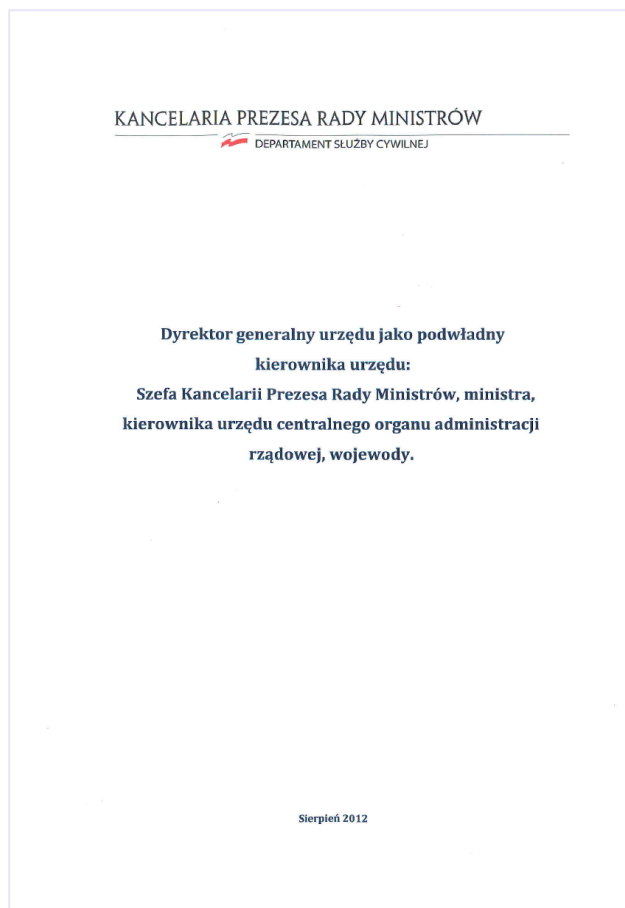 KANCELARIA PREZESA RADY MINISTRÓW
DEPARTAMENT SŁUŻBY CYWILNEJ
Dyrektor generalny urzędu jako podwładny
kierownika urzędu:
Szefa Kancelarii Prezesa Rady Ministrów, ministra,
kierownika urzędu centralnego organu administracji
rządowej, wojewody.
Sierpień 2012